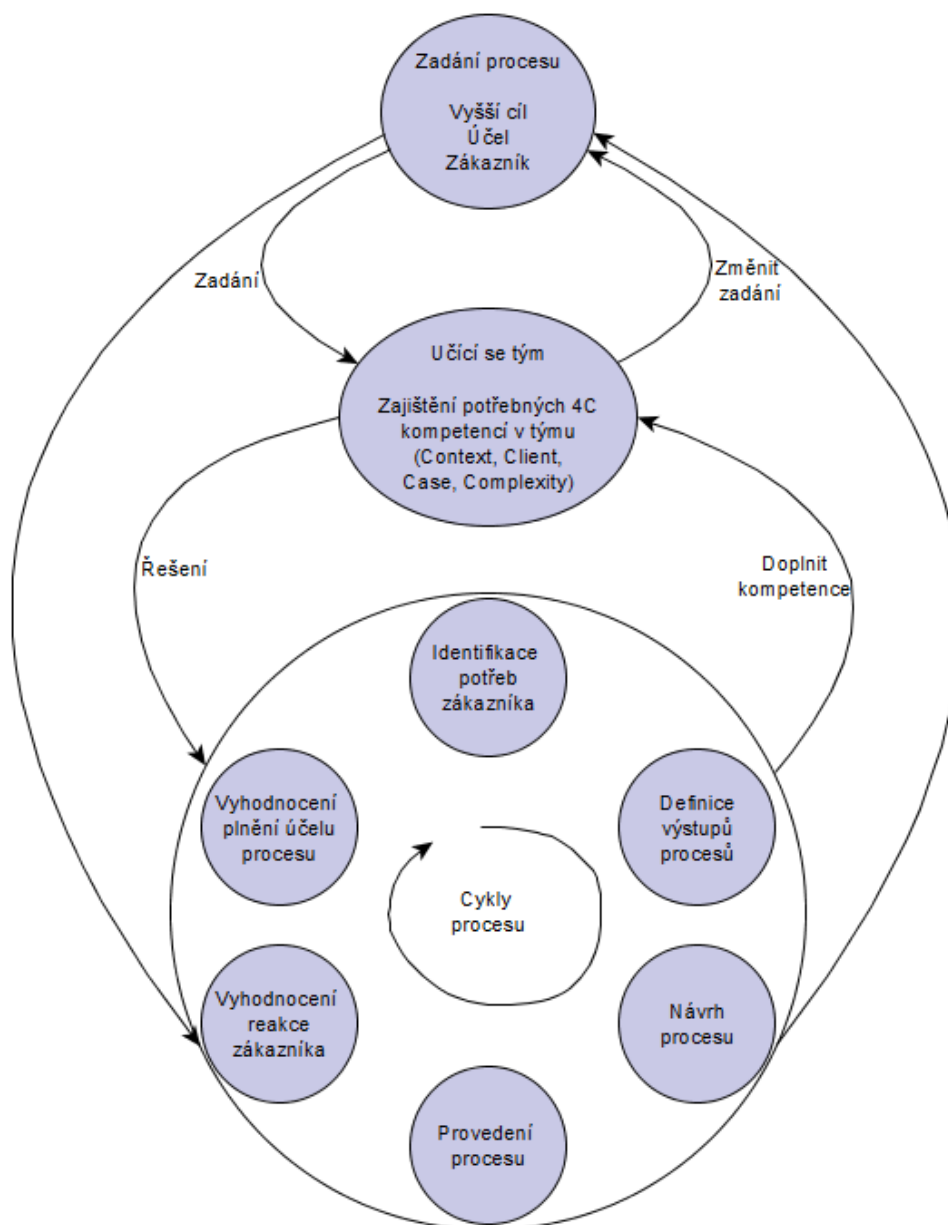 Zadání procesu
Vyšší cíl
Účel
Zákazník
Zadání
Změnit
zadání
Učící se tým
Zajištění potřebných 4C
kompetencí v týmu
(Context, Client,
Case, Complexity)
Řešení
Doplnit
kompetence
Identifikace
potřeb
zákazníka
Vyhodnocení
plnění účelu
procesu
Definice
výstupů
procesů
Cykly
procesu
Vyhodnocení
reakce
zákazníka
Návrh
procesu
Provedení
procesu